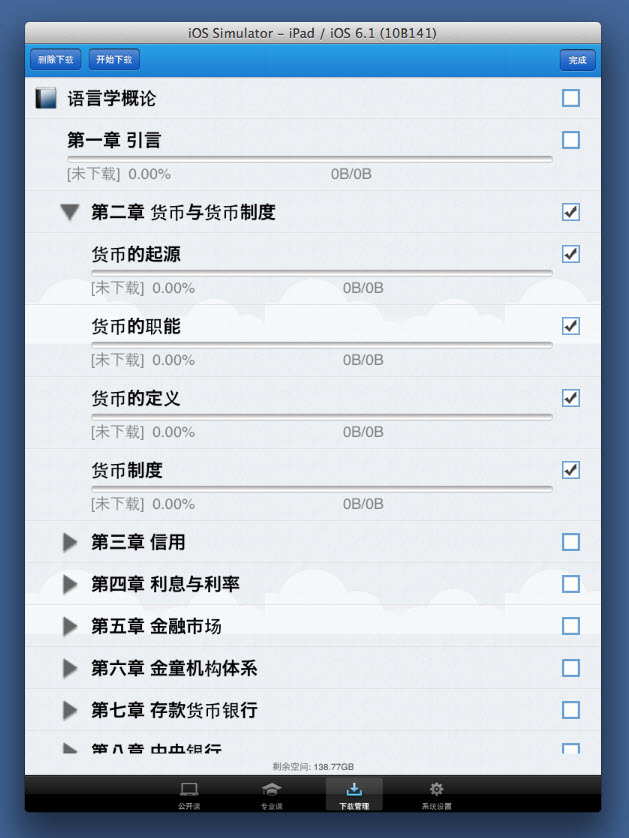 iOS Simulator – iPad / iOS 6.1 (10B141)
删除下载 开始下载 完成
语言学概论
第一章 引言
[未下载] 0.00% 0B/0B
第二章 货币与货币制度
货币的起源
[未下载] 0.00% 0B/0B
货币的职能
[未下载] 0.00% 0B/0B
货币的定义
[未下载] 0.00% 0B/0B
货币制度
[未下载] 0.00% 0B/0B
第三章 信用
第四章 利息与利率
第五章 金融市场
第六章 金童机构体系
第七章 存款货币银行
第八章 中央银行
剩余空间: 138.77GB
公开课 专业课 下载管理 系统设置